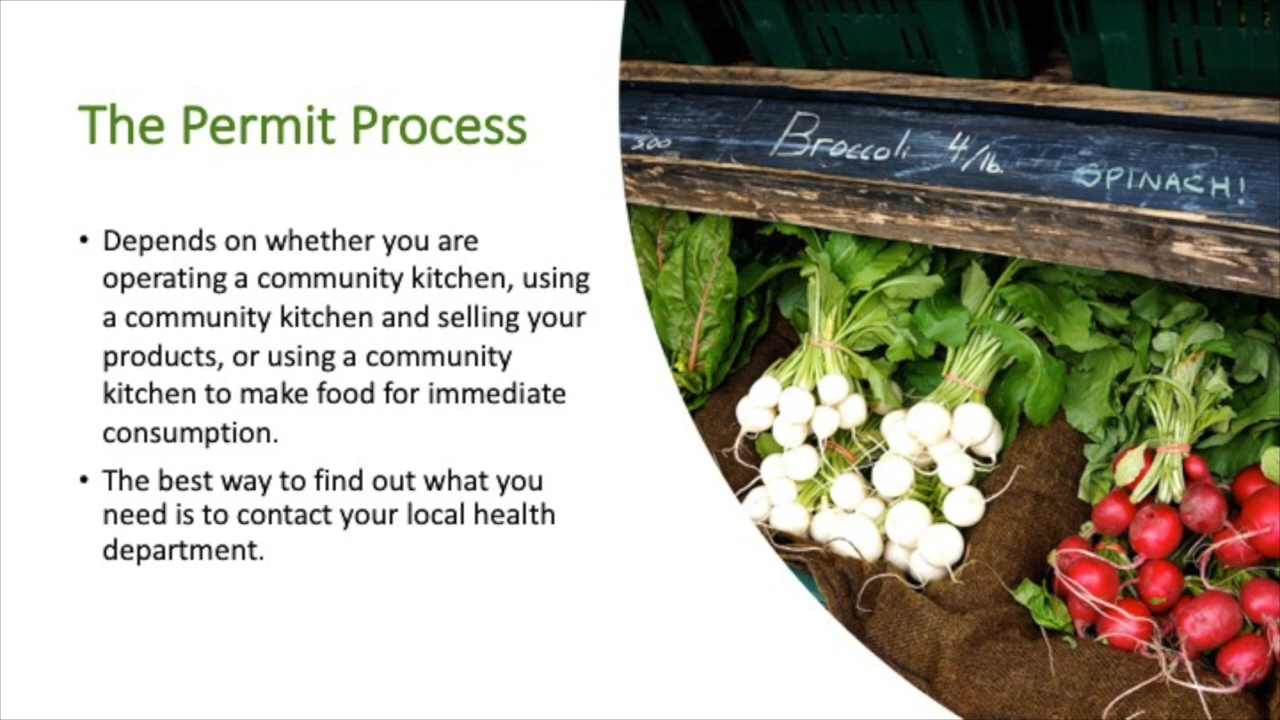 The Permit Process
• Depends on whether you are
operating a community kitchen, using
a community kitchen and selling your
products, or using a community
kitchen to make food for immediate
consumption.
• The best way to find out what you
need is to contact your local health
department.
500 Broccoli 4/lb. SPINACH!